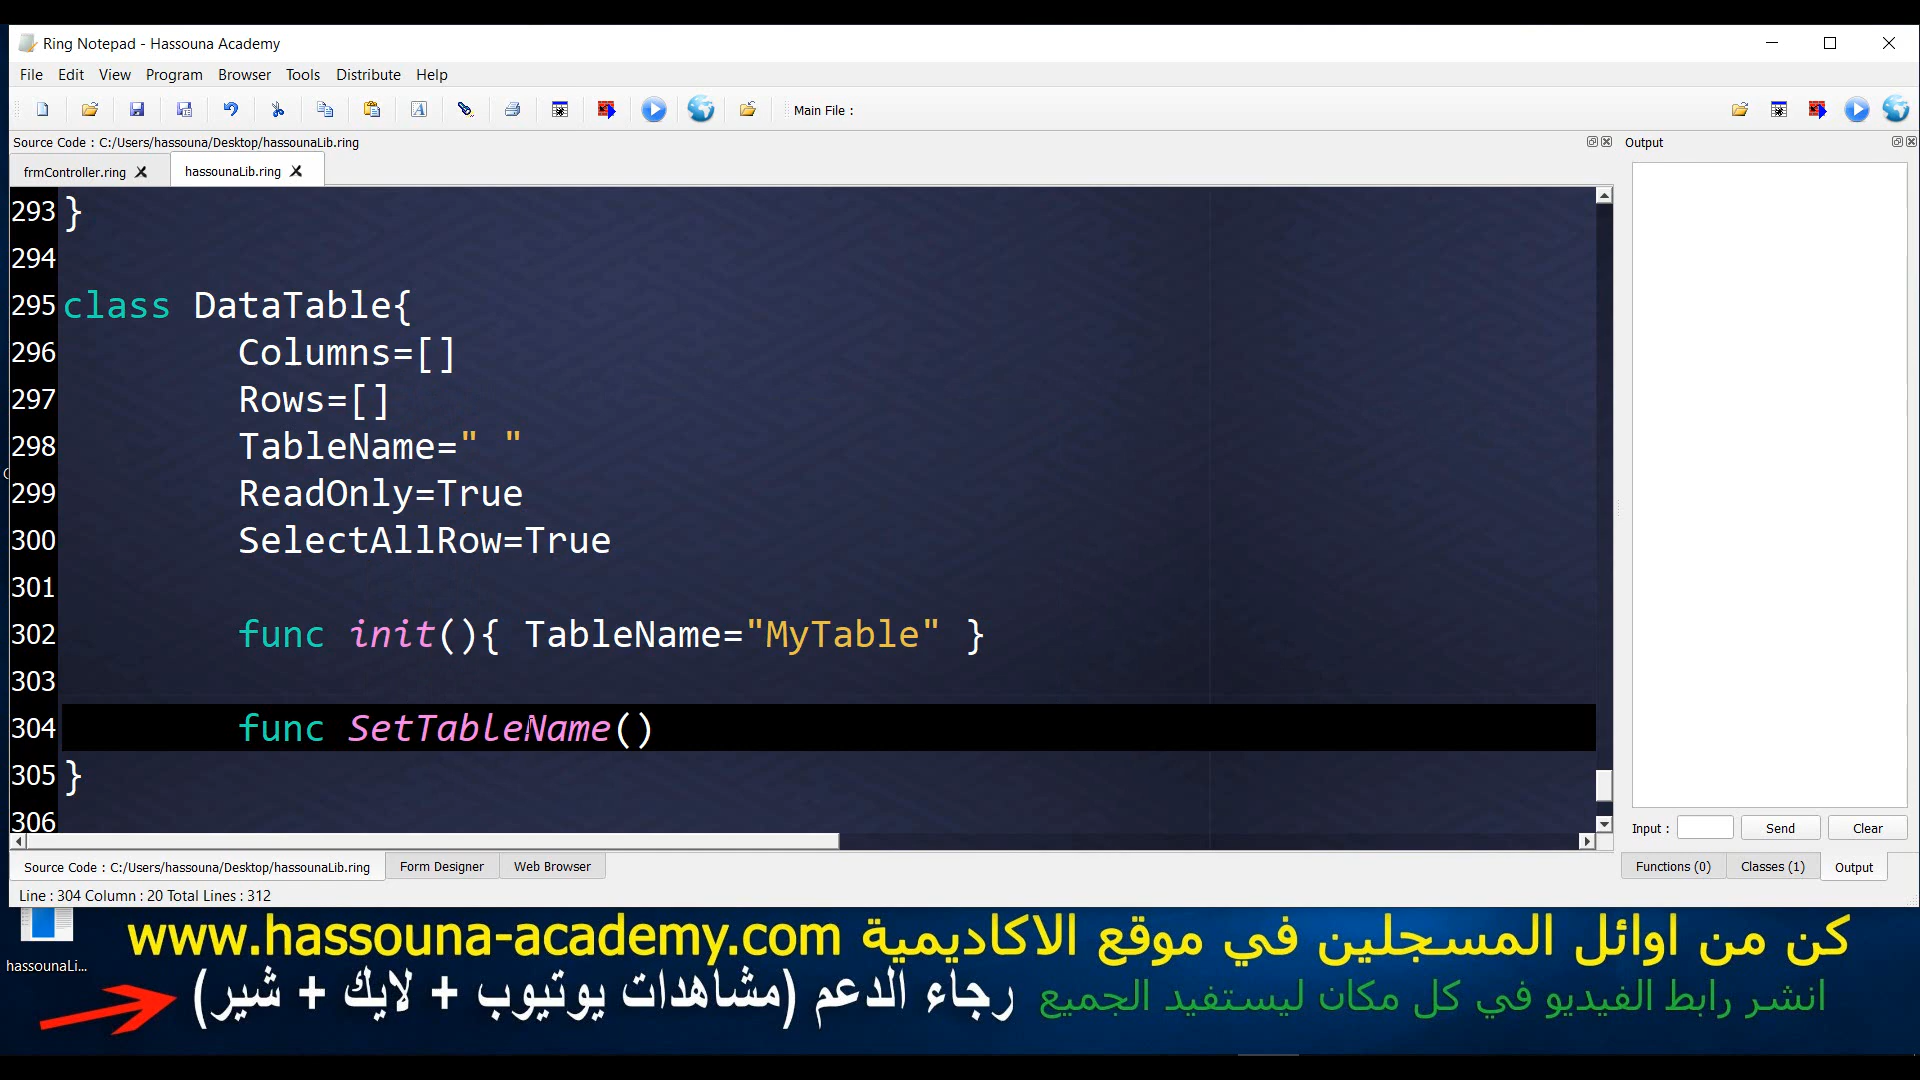 Ring Notepad - Hassouna Academy
File Edit View Program Browser Tools Distribute Help
Main File :
Source Code : C:/Users/hassouna/Desktop/hassounaLib.ring
Output
frmController.ring
hassounaLib.ring
293 }
294
295 class DataTable{
296 Columns=[]
297 Rows=[]
298 TableName=" "
299 ReadOnly=True
300 SelectAllRow=True
301
302 func init(){ TableName="MyTable" }
303
304 func SetTableName()
305 }
306
Input :
Send
Clear
Source Code : C:/Users/hassouna/Desktop/hassounaLib.ring
Form Designer
Web Browser
Functions (0)
Classes (1)
Output
Line : 304 Column : 20 Total Lines : 312
كن من اوائل المسجلين في موقع الاكاديمية www.hassouna-academy.com
hassounaLi...
انشر رابط الفيديو في كل مكان ليستفيد الجميع
رجاء الدعم (مشاهدات يوتيوب + لايك + شير)